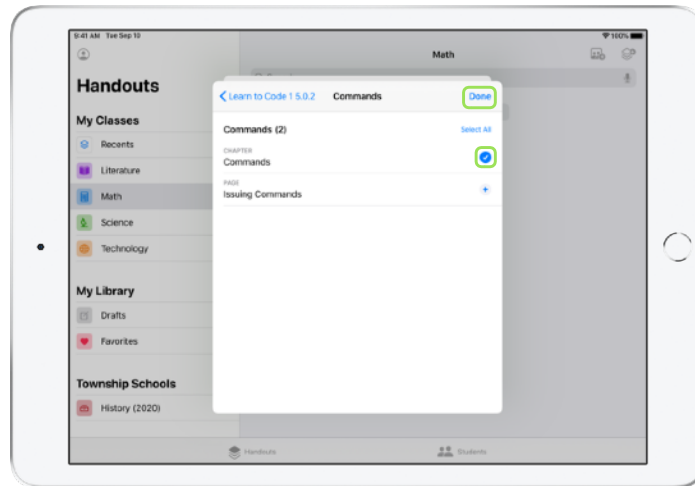 9:41 AM Tue Sep 10
100%
Math
Handouts
My Classes
Recents
Literature
Math
Science
Technology
My Library
Drafts
Favorites
Township Schools
History (2020)
Learn to Code 1 5.0.2
Commands
Done
Commands (2)
Select All
CHAPTER
Commands
PAGE
Issuing Commands
Handouts
Students